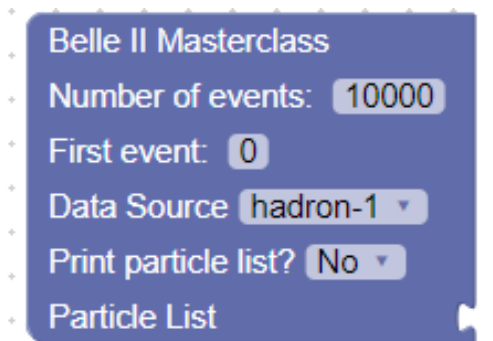 Belle II Masterclass
Number of events: 10000
First event: 0
Data Source hadron-1
Print particle list? No
Particle List